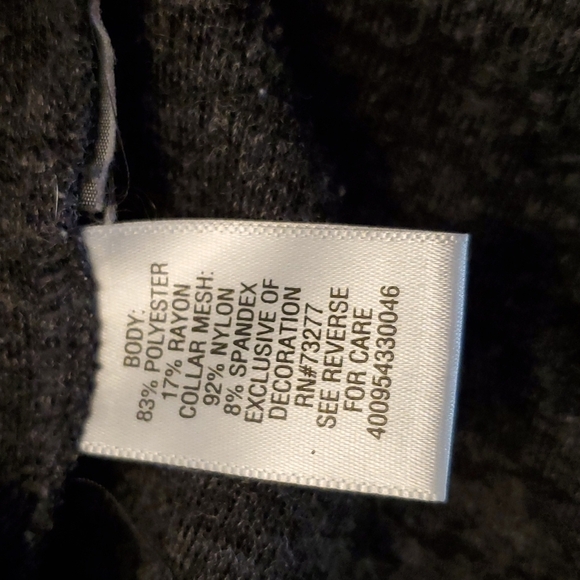 BODY:
83% POLYESTER
17% RAYON
COLLAR MESH:
92% NYLON
8% SPANDEX
EXCLUSIVE OF
DECORATION
RN#73277
SEE REVERSE
FOR CARE
400954330046